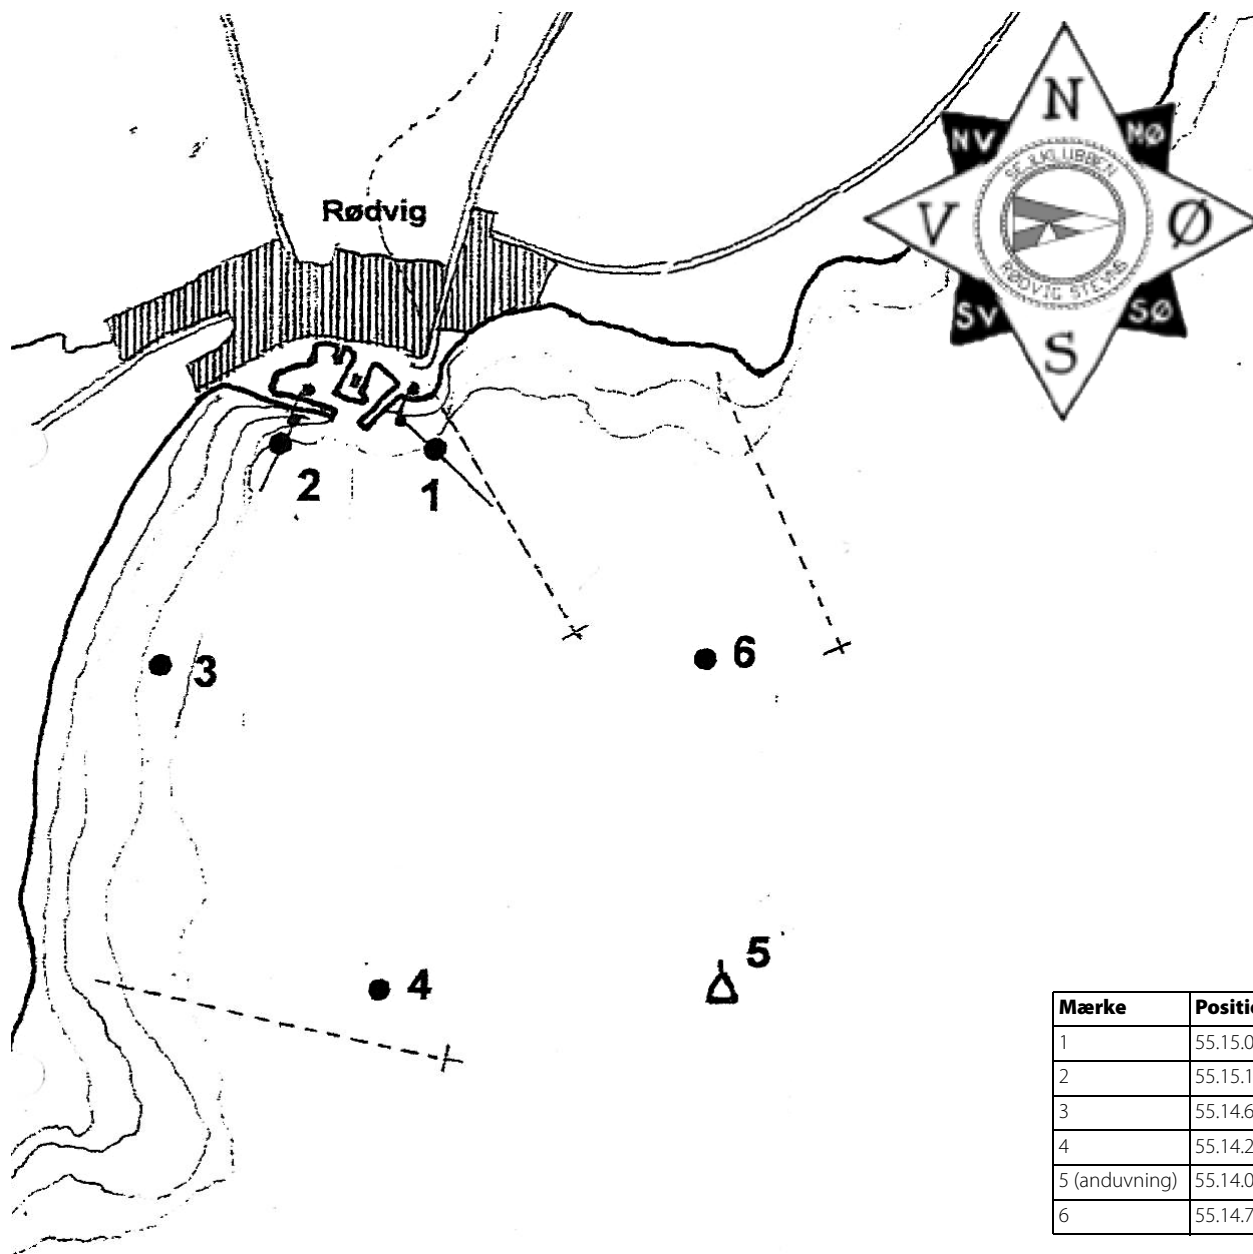 N
NV
NØ
SEJLKLUBBEN
V
Ø
RØDVIG STEVNS
SV
SØ
S
Rødvig
2
1
3
6
4
5
Mærke Positio
1 55.15.0
2 55.15.1
3 55.14.6
4 55.14.2
5 (anduvning) 55.14.0
6 55.14.7